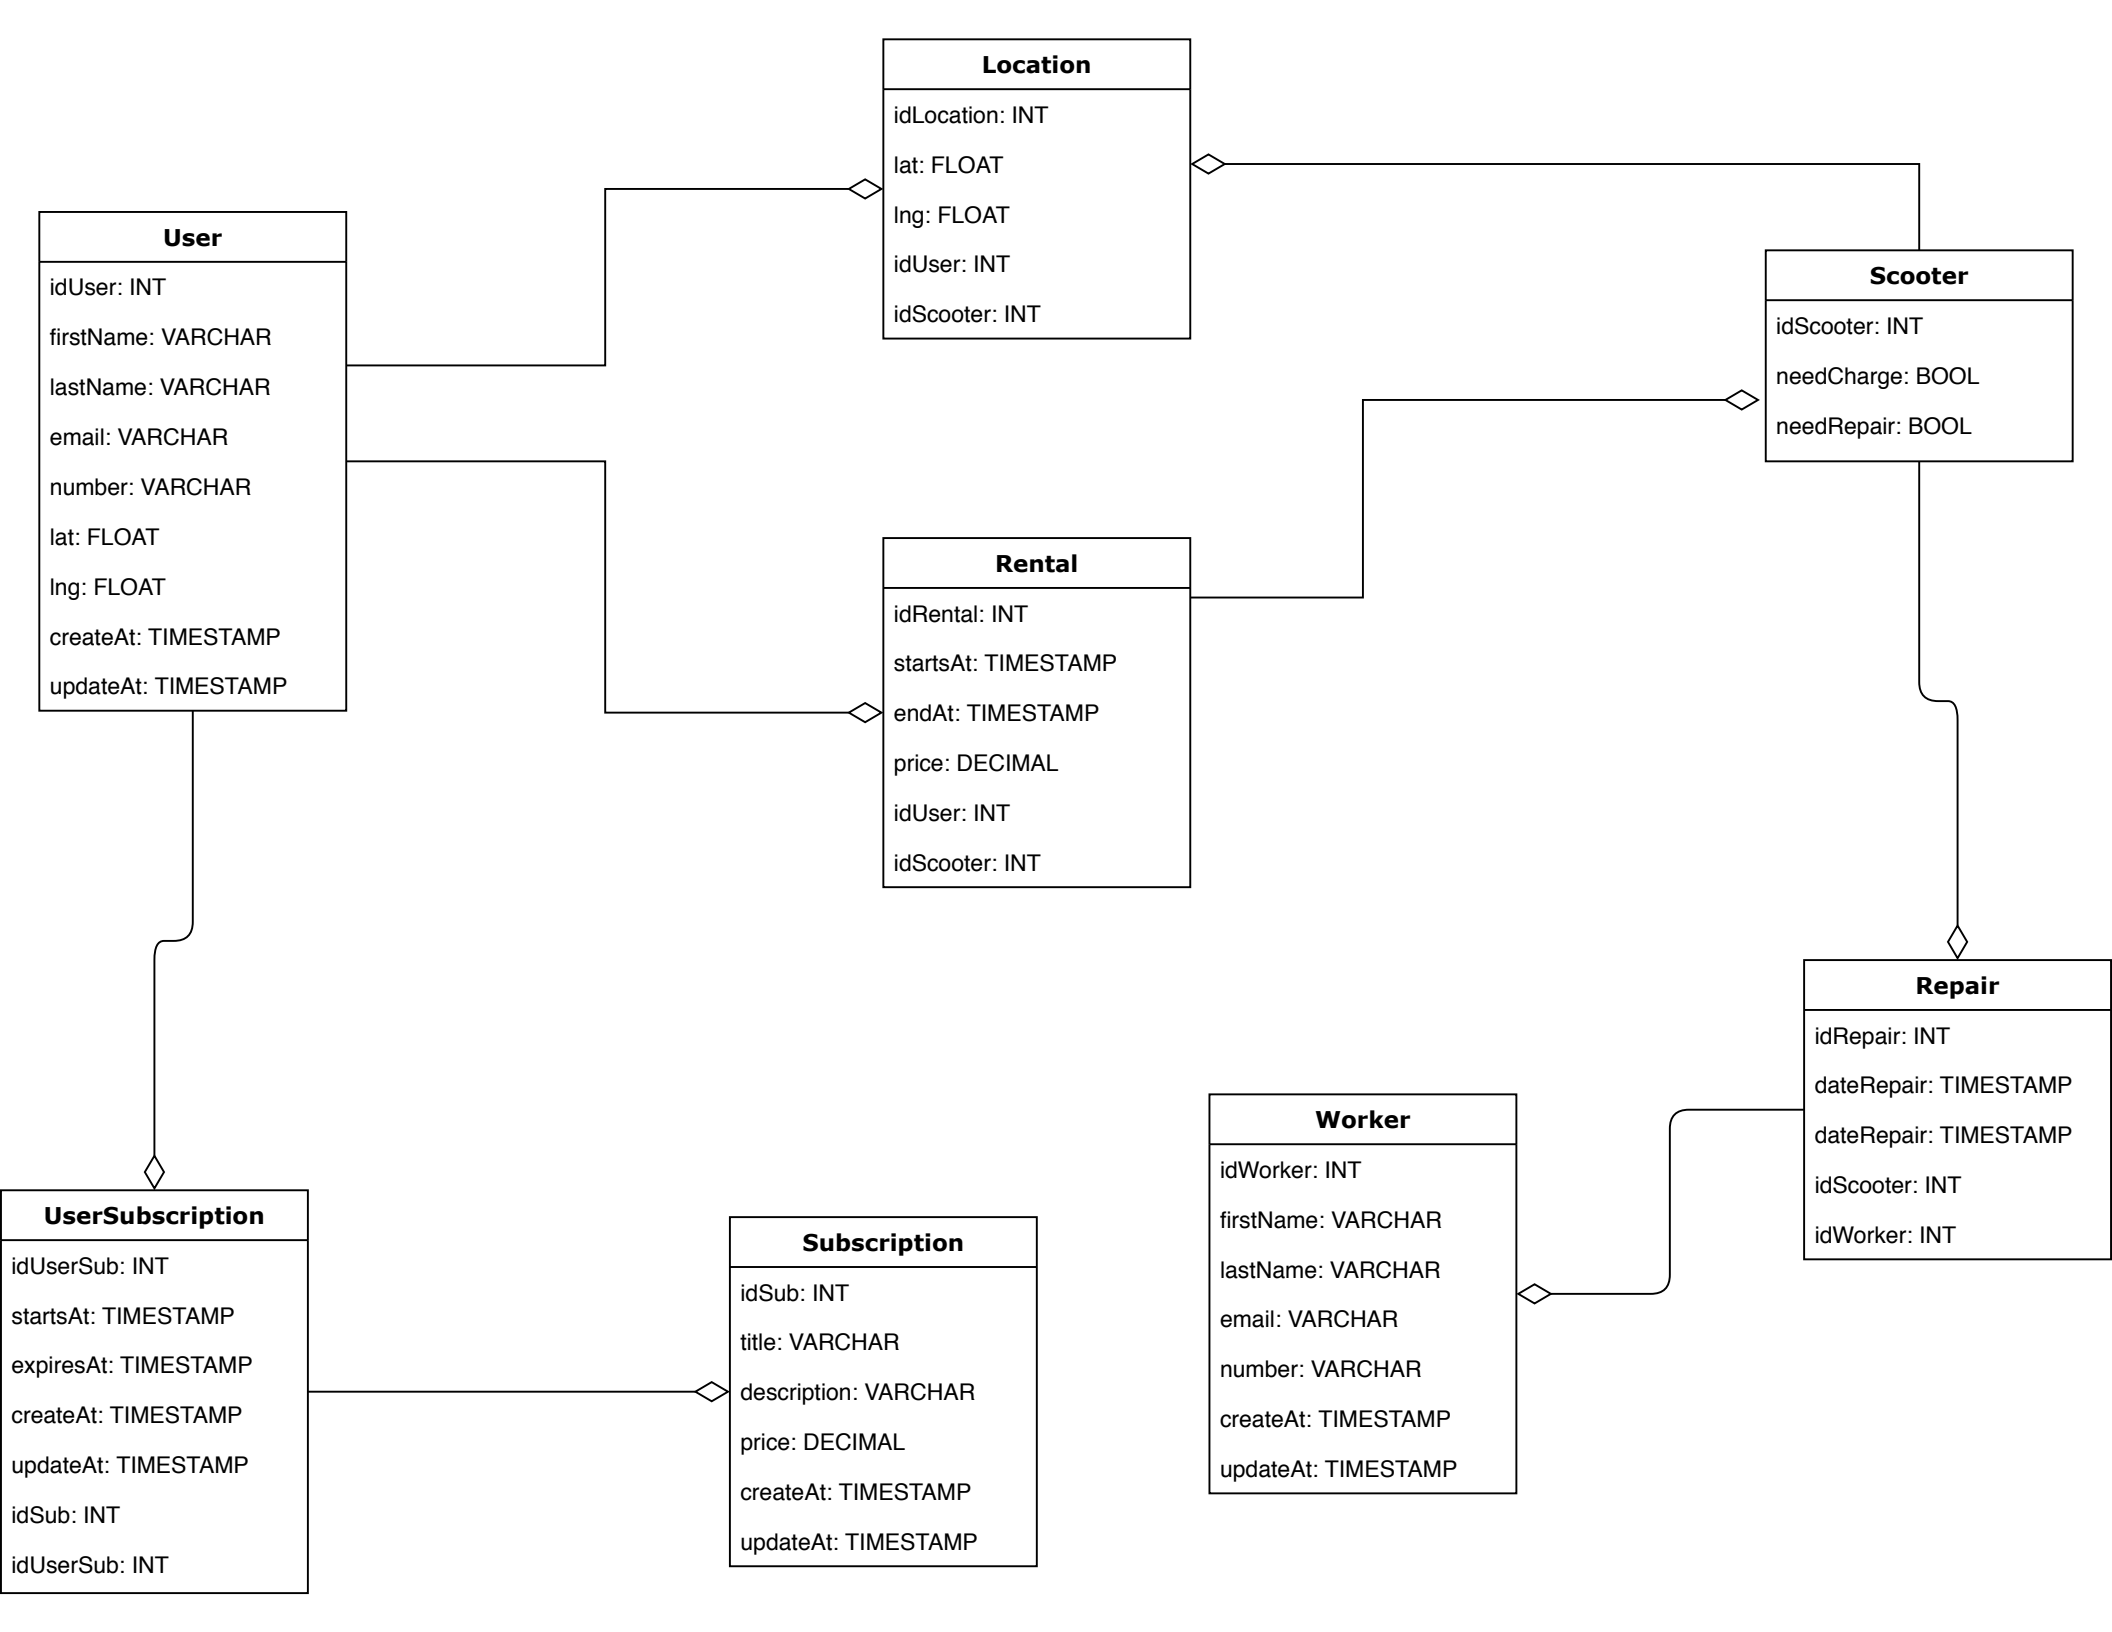 Location
idLocation: INT
lat: FLOAT
lng: FLOAT
idUser: INT
idScooter: INT
User
idUser: INT
firstName: VARCHAR
lastName: VARCHAR
email: VARCHAR
number: VARCHAR
lat: FLOAT
lng: FLOAT
createAt: TIMESTAMP
updateAt: TIMESTAMP
Scooter
idScooter: INT
needCharge: BOOL
needRepair: BOOL
Rental
idRental: INT
startsAt: TIMESTAMP
endAt: TIMESTAMP
price: DECIMAL
idUser: INT
idScooter: INT
Repair
idRepair: INT
dateRepair: TIMESTAMP
dateRepair: TIMESTAMP
idScooter: INT
idWorker: INT
Worker
idWorker: INT
firstName: VARCHAR
lastName: VARCHAR
email: VARCHAR
number: VARCHAR
createAt: TIMESTAMP
updateAt: TIMESTAMP
UserSubscription
idUserSub: INT
startsAt: TIMESTAMP
expiresAt: TIMESTAMP
createAt: TIMESTAMP
updateAt: TIMESTAMP
idSub: INT
idUserSub: INT
Subscription
idSub: INT
title: VARCHAR
description: VARCHAR
price: DECIMAL
createAt: TIMESTAMP
updateAt: TIMESTAMP